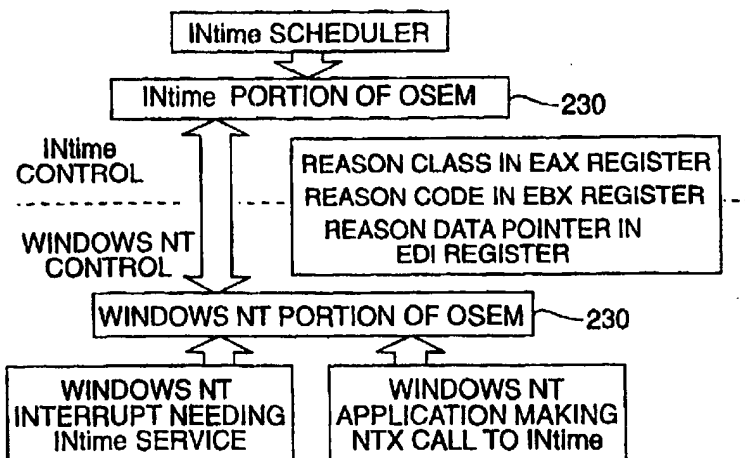 INtime SCHEDULER
INtime PORTION OF OSEM
230
INtime
CONTROL
REASON CLASS IN EAX REGISTER
REASON CODE IN EBX REGISTER
REASON DATA POINTER IN
EDI REGISTER
WINDOWS NT
CONTROL
WINDOWS NT PORTION OF OSEM
230
WINDOWS NT
INTERRUPT NEEDING
INtime SERVICE
WINDOWS NT
APPLICATION MAKING
NTX CALL TO INtime